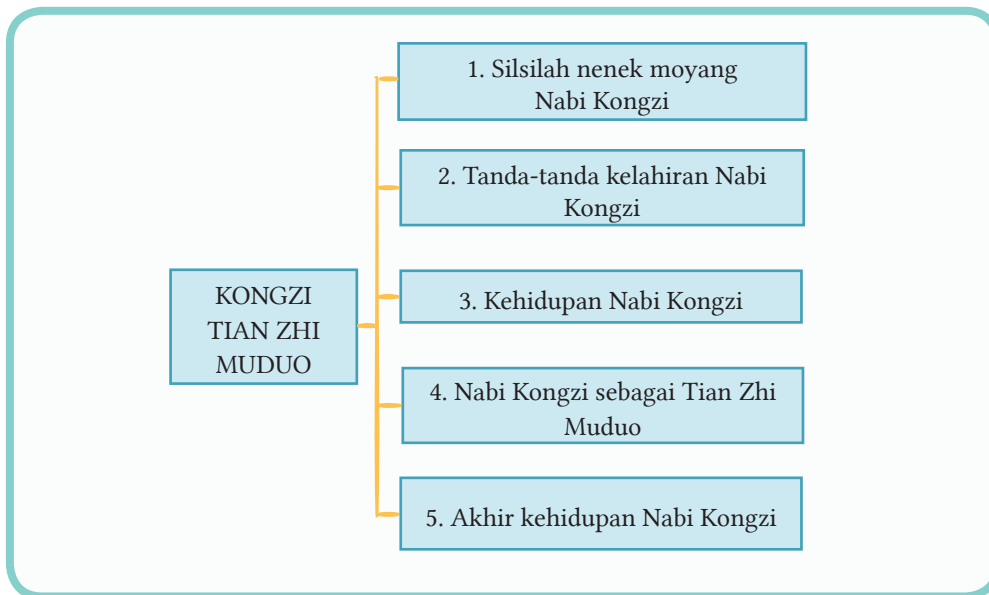 1. Silsilah nenek moyang
Nabi Kongzi
2. Tanda-tanda kelahiran Nabi
Kongzi
KONGZI
TIAN ZHI
MUDUO
3. Kehidupan Nabi Kongzi
4. Nabi Kongzi sebagai Tian Zhi
Muduo
5. Akhir kehidupan Nabi Kongzi